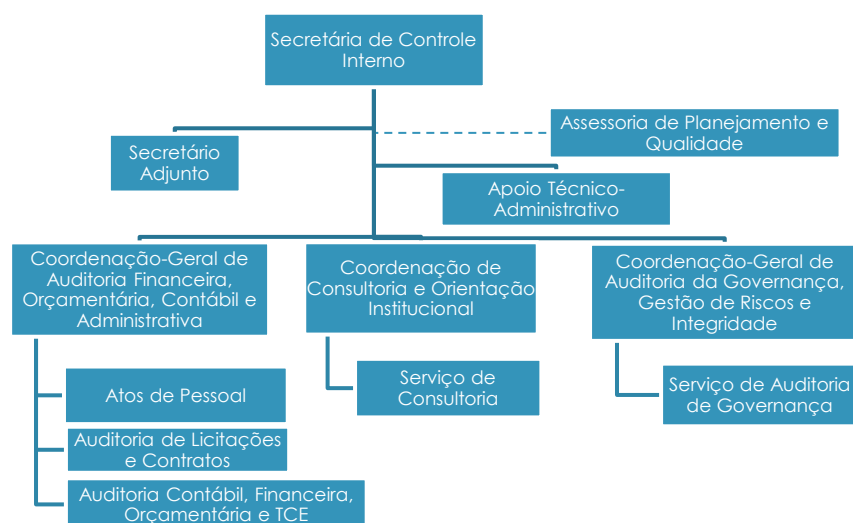 Secretária de Controle
Interno
Assessoria de Planejamento e
Qualidade
Secretário
Adjunto
Apoio Técnico-
Administrativo
Coordenação-Geral de
Auditoria Financeira,
Orçamentária, Contábil e
Administrativa
Coordenação de
Consultoria e Orientação
Institucional
Coordenação-Geral de
Auditoria da Governança,
Gestão de Riscos e
Integridade
Atos de Pessoal
Auditoria de Licitações
e Contratos
Auditoria Contábil, Financeira,
Orçamentária e TCE
Serviço de
Consultoria
Serviço de Auditoria
de Governança